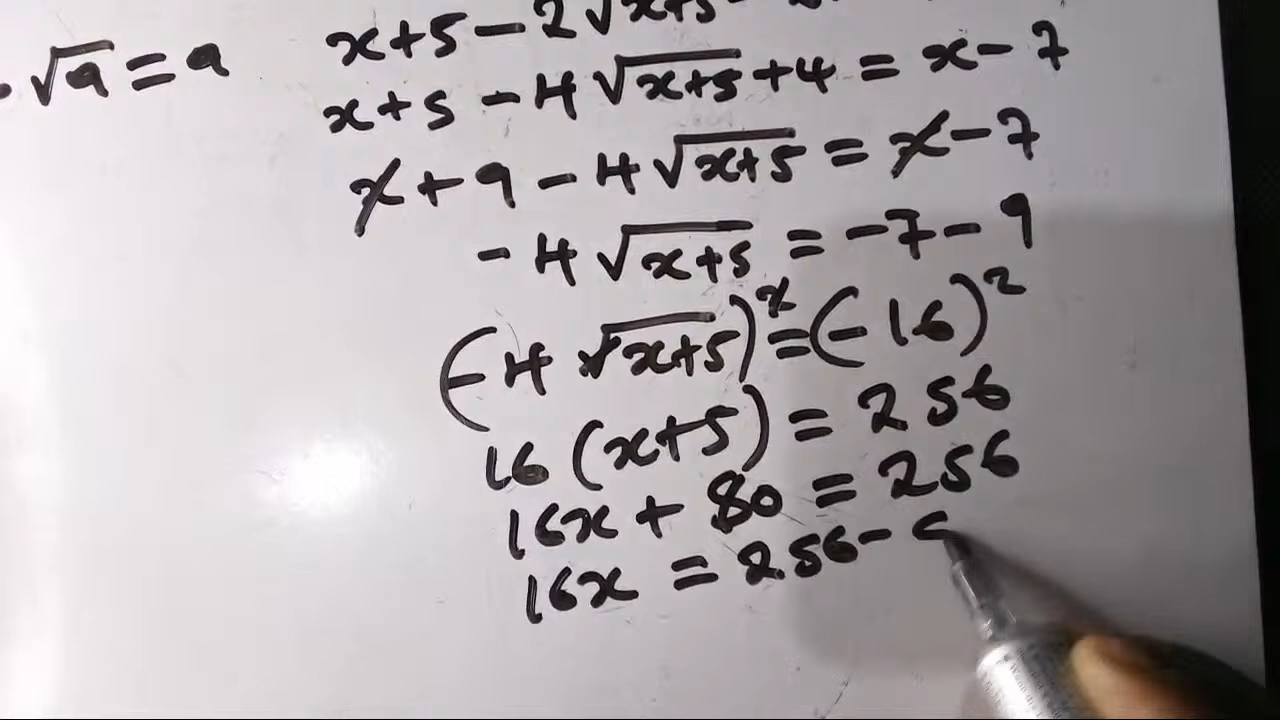 √a = a
x+5-2√x+5-
x+5-4√x+5+4 = x-7
x+9-4√x+5 = x-7
-4√x+5 = -7-9
(-4√x+5)² = (-16)²
16(x+5) = 256
16x + 80 = 256
16x = 256-